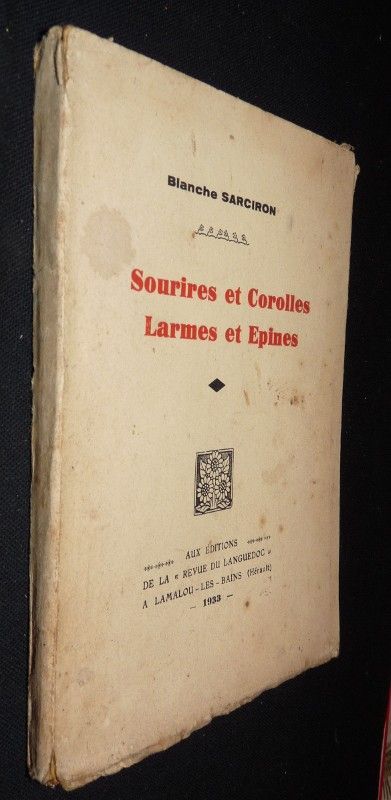 Blanche SARCIRON
Sourires et Corolles
Larmes et Epines
AUX ÉDITIONS
DE LA « REVUE DU LANGUEDOC »
A LAMALOU-LES-BAINS (Hérault)
- 1933 -